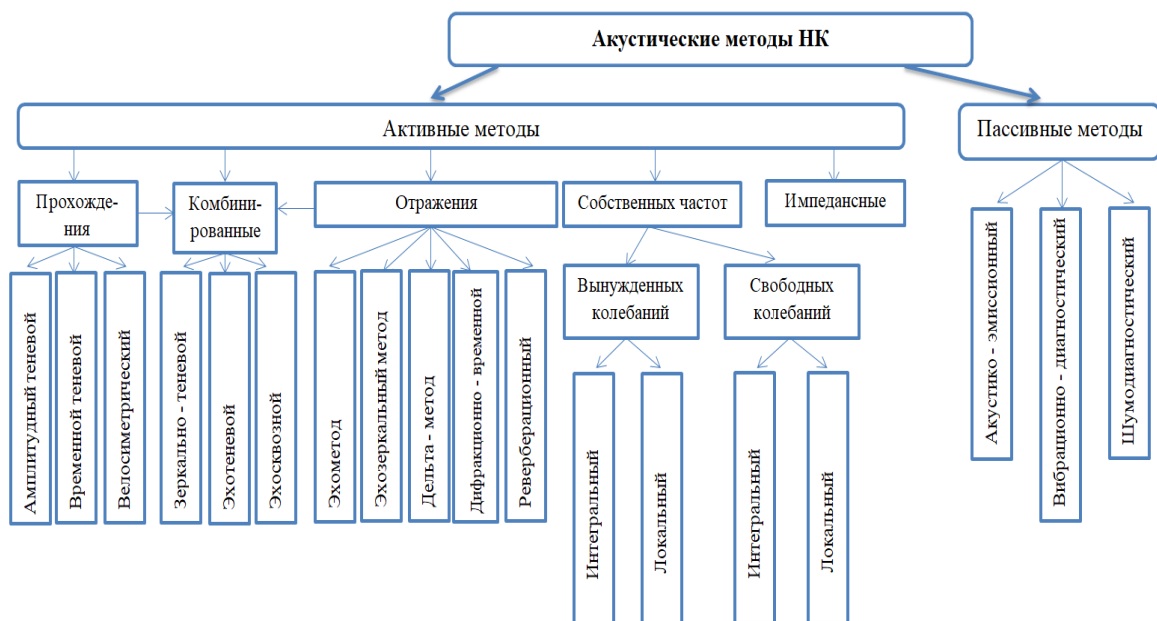 Акустические методы НК
Активные методы
Пассивные методы
Прохожде-
ния
Комбини-
рованные
Отражения
Собственных частот
Импедансные
Вынужденных
колебаний
Свободных
колебаний
Амплитудный теневой
Временной теневой
Велосиметрический
Зеркально - теневой
Эхотеневой
Эхосквозной
Эхометод
Эхозеркальный метод
Дельта - метод
Дифракционно - временной
Реверберационный
Интегральный
Локальный
Интегральный
Локальный
Акустико - эмиссионный
Вибрационно - диагностический
Шумодиагностический